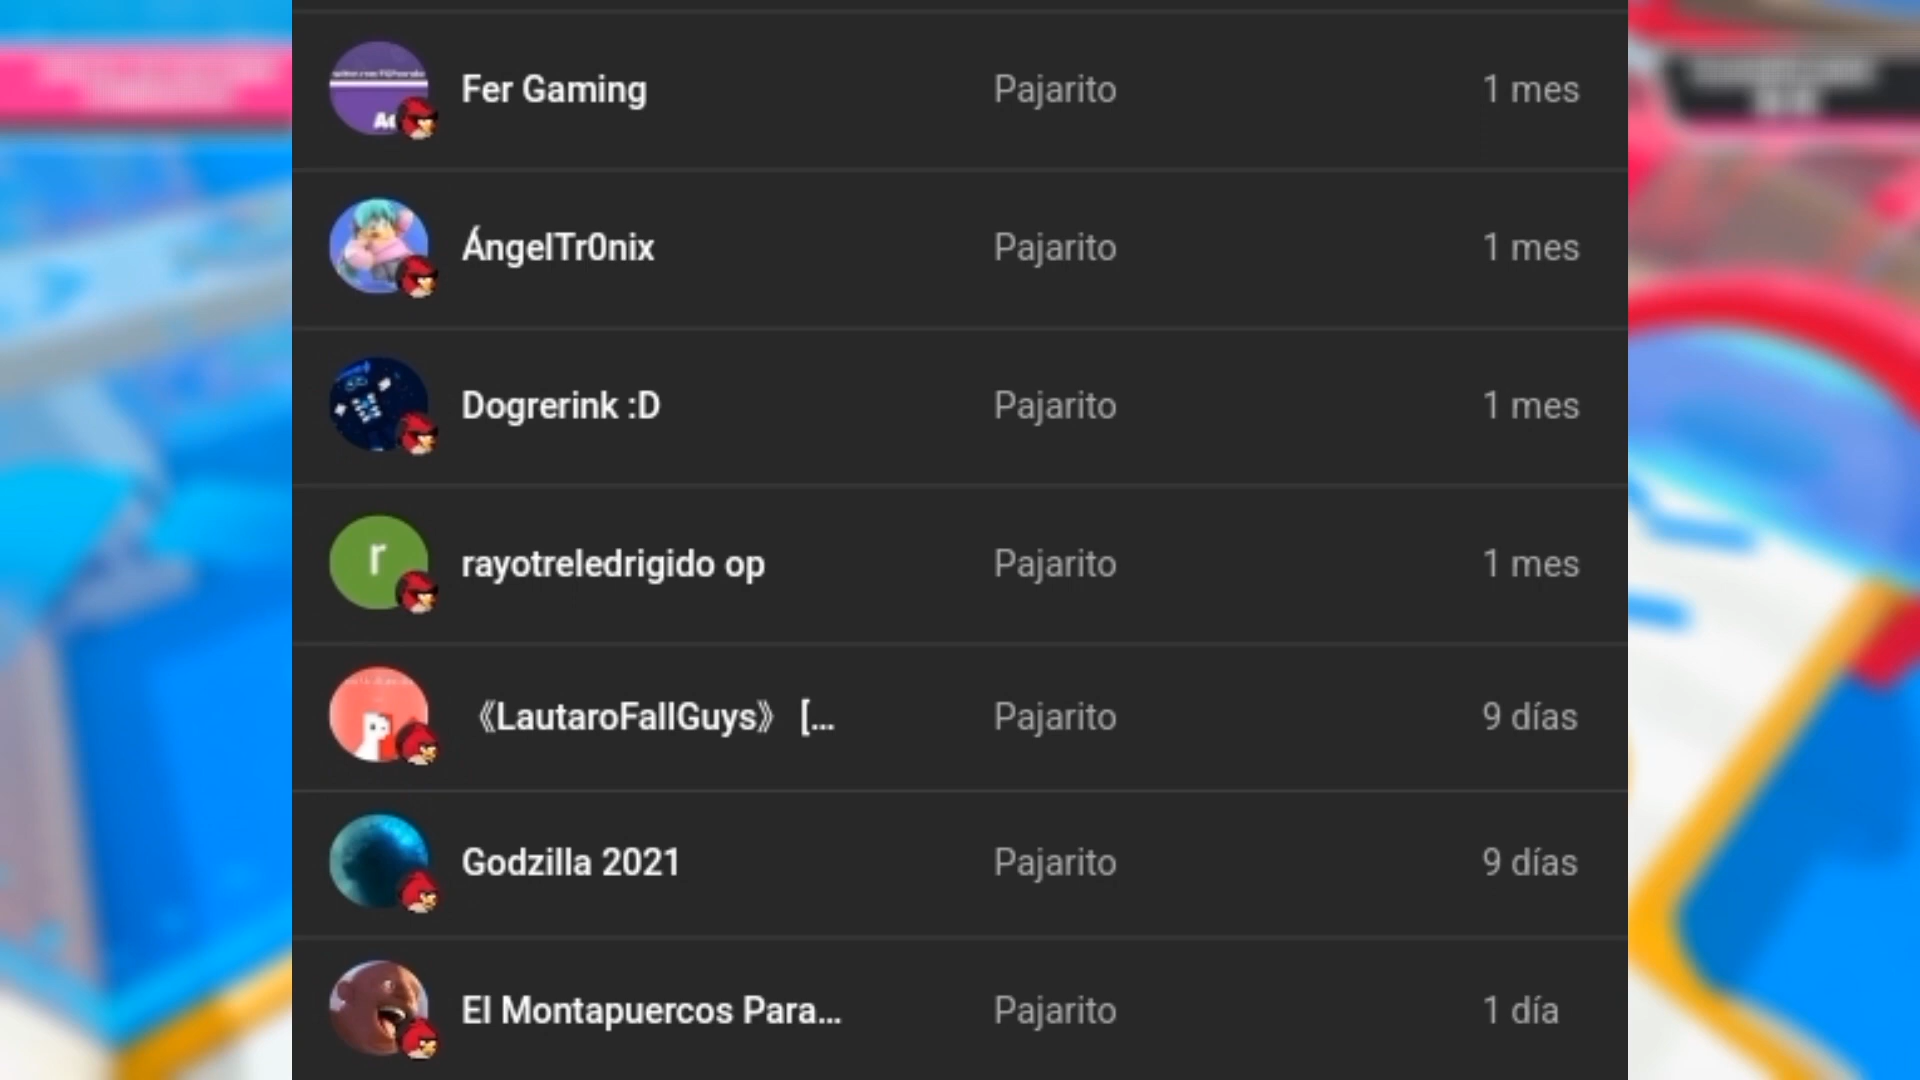 Fer Gaming Pajarito 1 mes
ÁngelTr0nix Pajarito 1 mes
Dogrerink :D Pajarito 1 mes
r rayotreledrigido op Pajarito 1 mes
《LautaroFallGuys》 [... Pajarito 9 días
Godzilla 2021 Pajarito 9 días
El Montapuercos Para... Pajarito 1 día